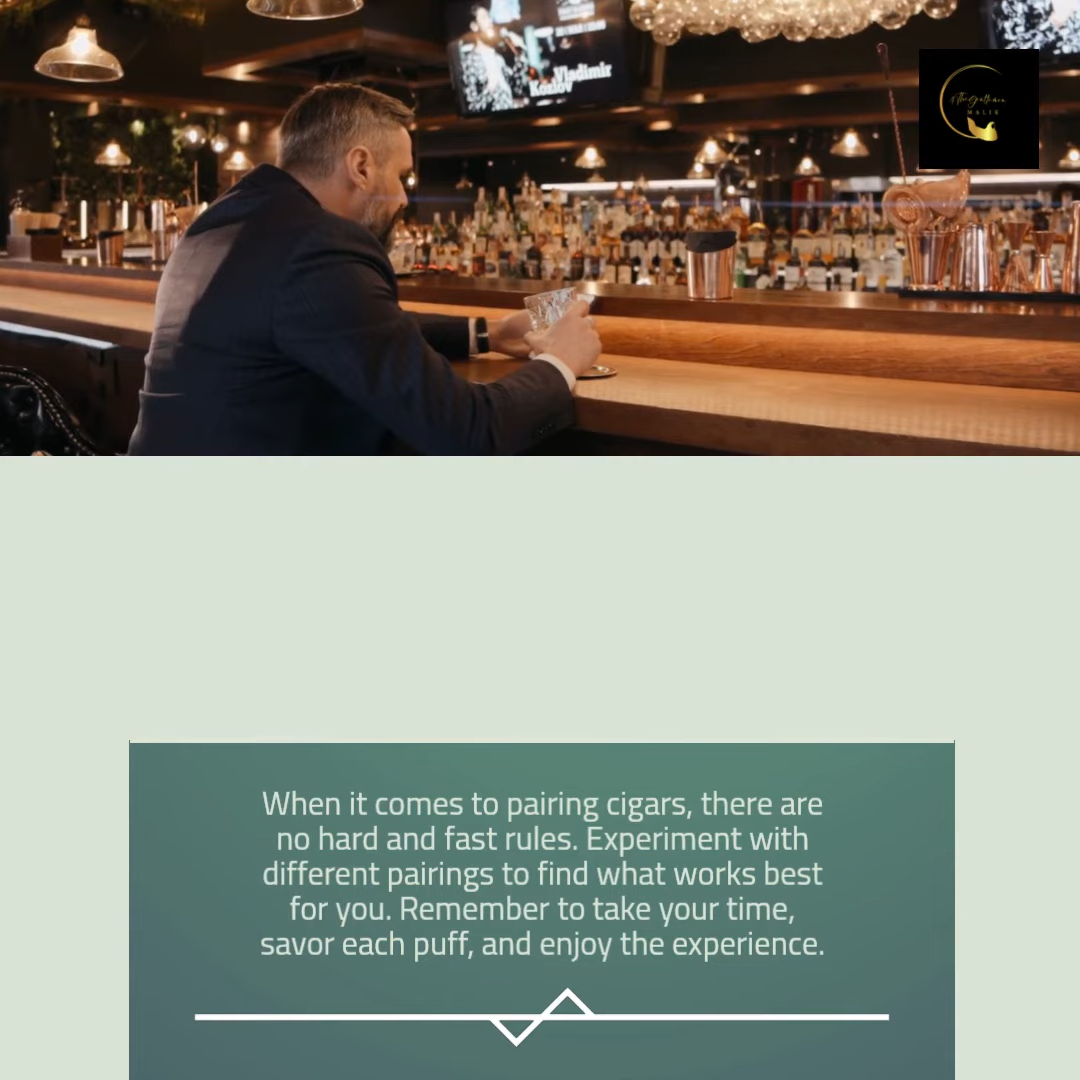 Vladimir
Kozlov
MALIK
When it comes to pairing cigars, there are
no hard and fast rules. Experiment with
different pairings to find what works best
for you. Remember to take your time,
savor each puff, and enjoy the experience.